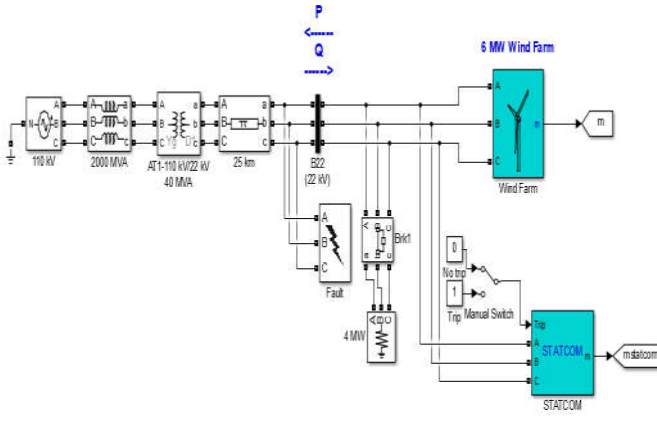 P
<------
Q
------>
6 MW Wind Farm
N
A
B
C
110 kV
A
B
C
a
b
c
2000 MVA
A
B
C
Yg
a
b
c
AT1-110 kV/22 kV
40 MVA
A
B
C
a
b
c
25 km
B22
(22 kV)
A
B
C
m
Wind Farm
m
A
B
C
Fault
A
B
C
a
b
c
Brk1
A
B
C
4 MW
0
No trip
1
Trip
Manual Switch
Trip
A
B
C
STATCOM
m
STATCOM
mstatcom